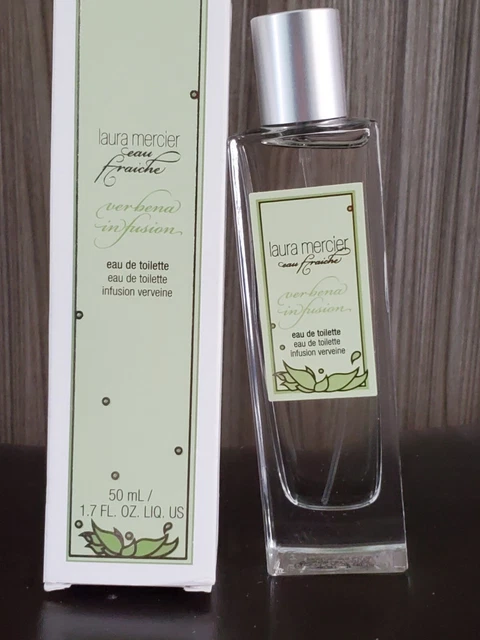 laura mercier
eau
fraiche
verbena
infusion
eau de toilette
eau de toilette
infusion verveine
50 mL /
1.7 FL. OZ. LIQ. US
laura mercier
eau fraiche
verbena
infusion
eau de toilette
eau de toilette
infusion verveine